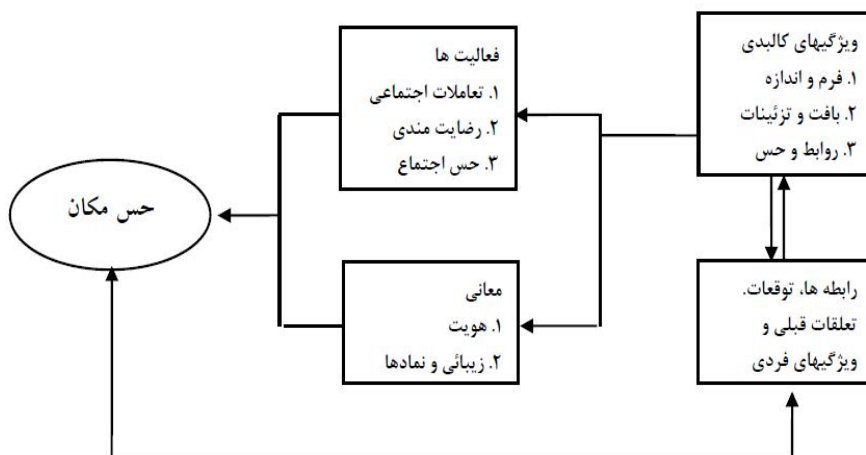 ویژگیهای کالبدی
۱. فرم و اندازه
۲. بافت و تزئینات
۳. روابط و حس
فعالیت ها
۱. تعاملات اجتماعی
۲. رضایت مندی
۳. حس اجتماع
حس مکان
معانی
۱. هویت
۲. زیبائی و نمادها
رابطه ها، توقعات.
تعلقات قبلی و
ویژگیهای فردی